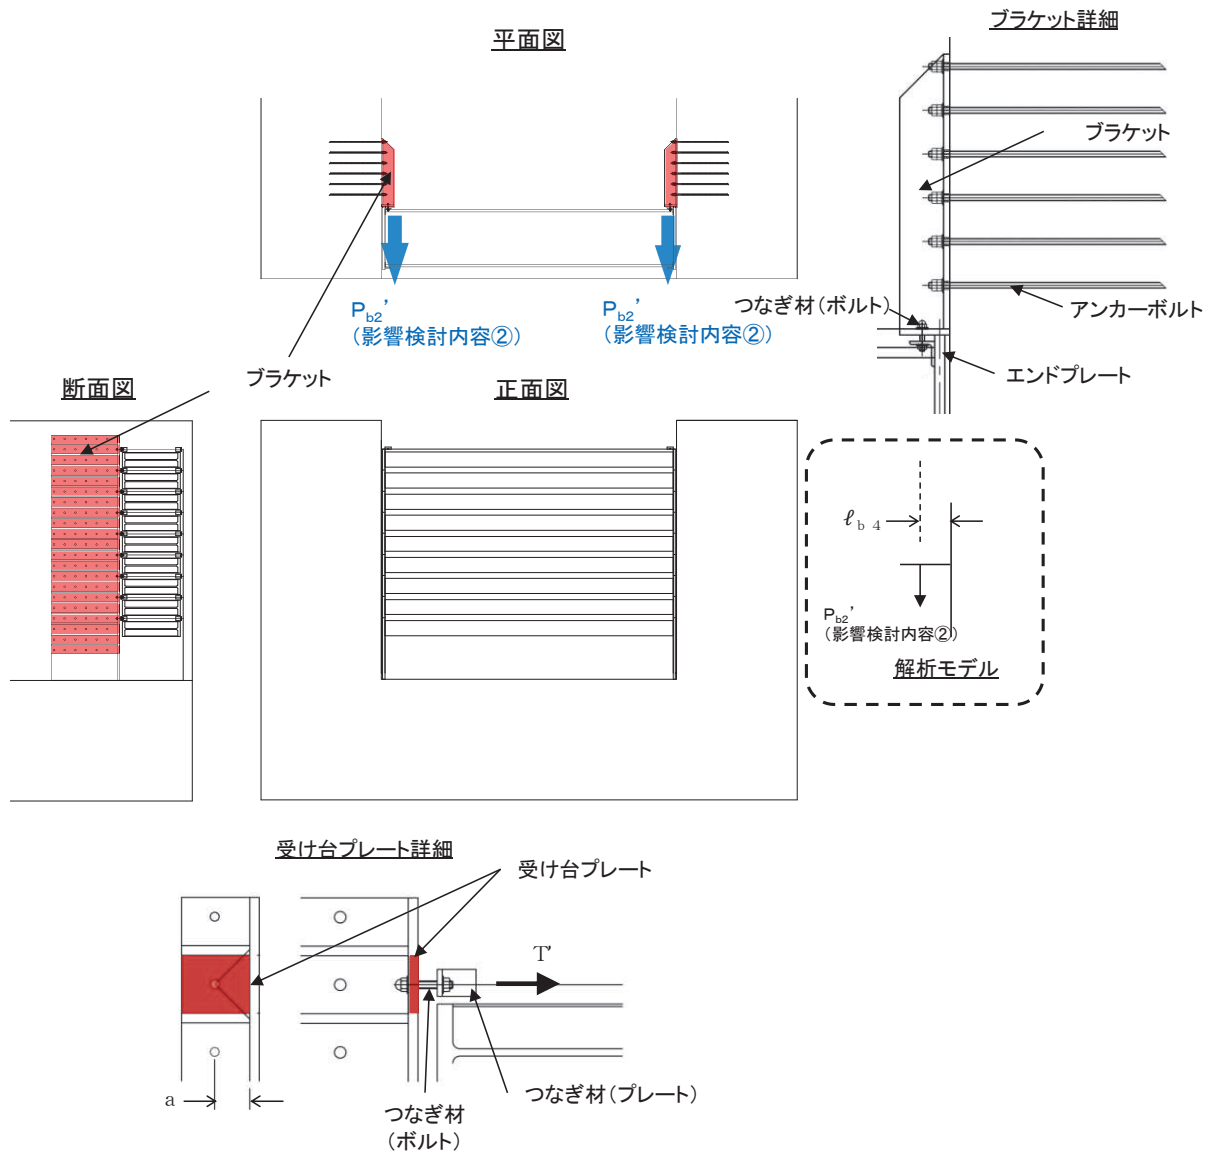 平面図
ブラケット詳細
ブラケット
アンカーボルト
つなぎ材(ボルト)
エンドプレート
Pb2’
(影響検討内容②)
Pb2’
(影響検討内容②)
ブラケット
断面図
正面図
ℓb4
Pb2’
(影響検討内容②)
解析モデル
受け台プレート詳細
受け台プレート
T’
a
つなぎ材(プレート)
つなぎ材
(ボルト)